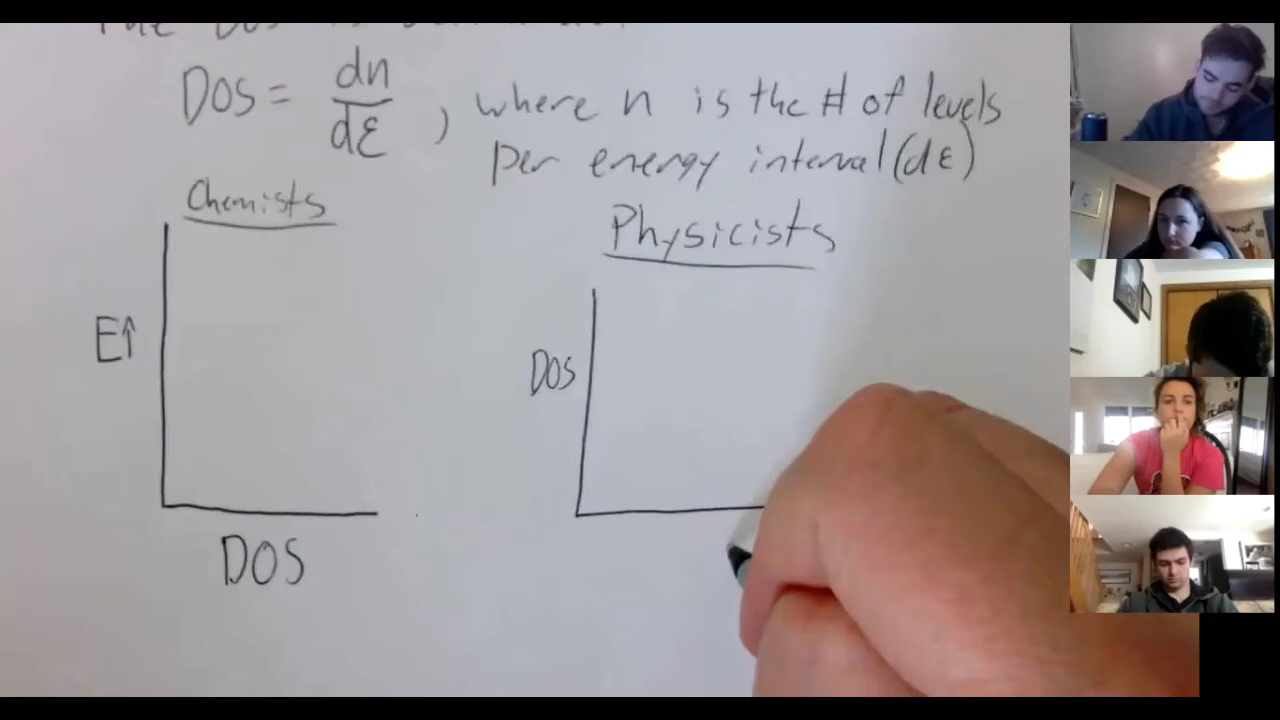 DOS = dn/dε , where n is the # of levels
per energy interval (dε)
Chemists
Physicists
E↑
DOS
DOS